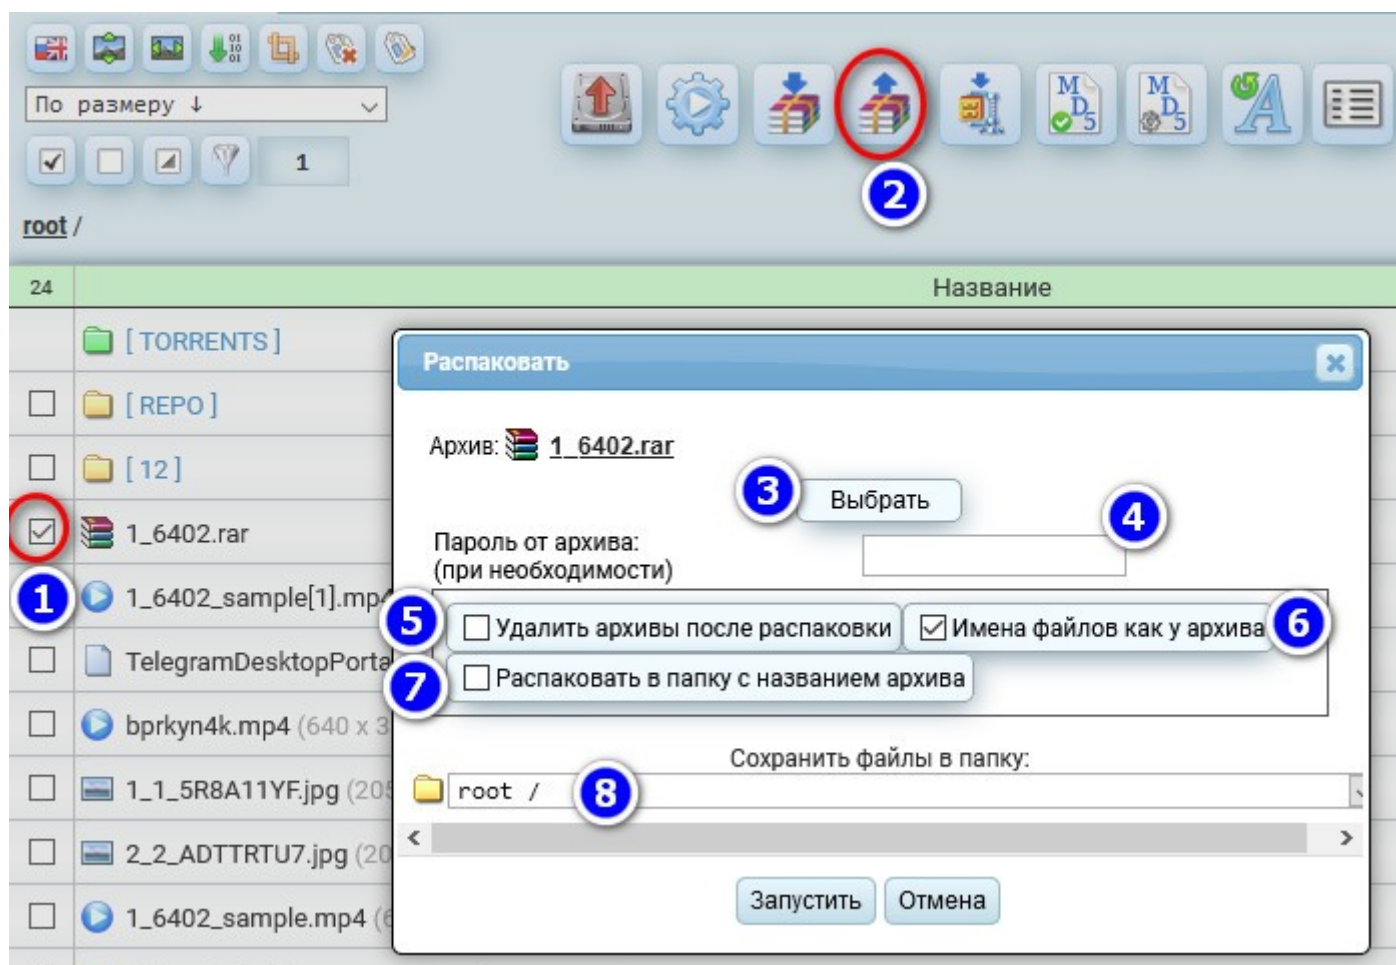 По размеру ↓
1
2
root /
24 Название
[ TORRENTS ]
[ REPO ]
[ 12 ]
1_6402.rar
1
1_6402_sample[1].mp4
TelegramDesktopPorta
bprkyn4k.mp4 (640 x 3
1_1_5R8A11YF.jpg (205
2_2_ADTTRTU7.jpg (20
1_6402_sample.mp4 (6
Распаковать
Архив: 1_6402.rar
3 Выбрать
4
Пароль от архива:
(при необходимости)
5 Удалить архивы после распаковки Имена файлов как у архива 6
7 Распаковать в папку с названием архива
Сохранить файлы в папку:
root / 8
Запустить Отмена